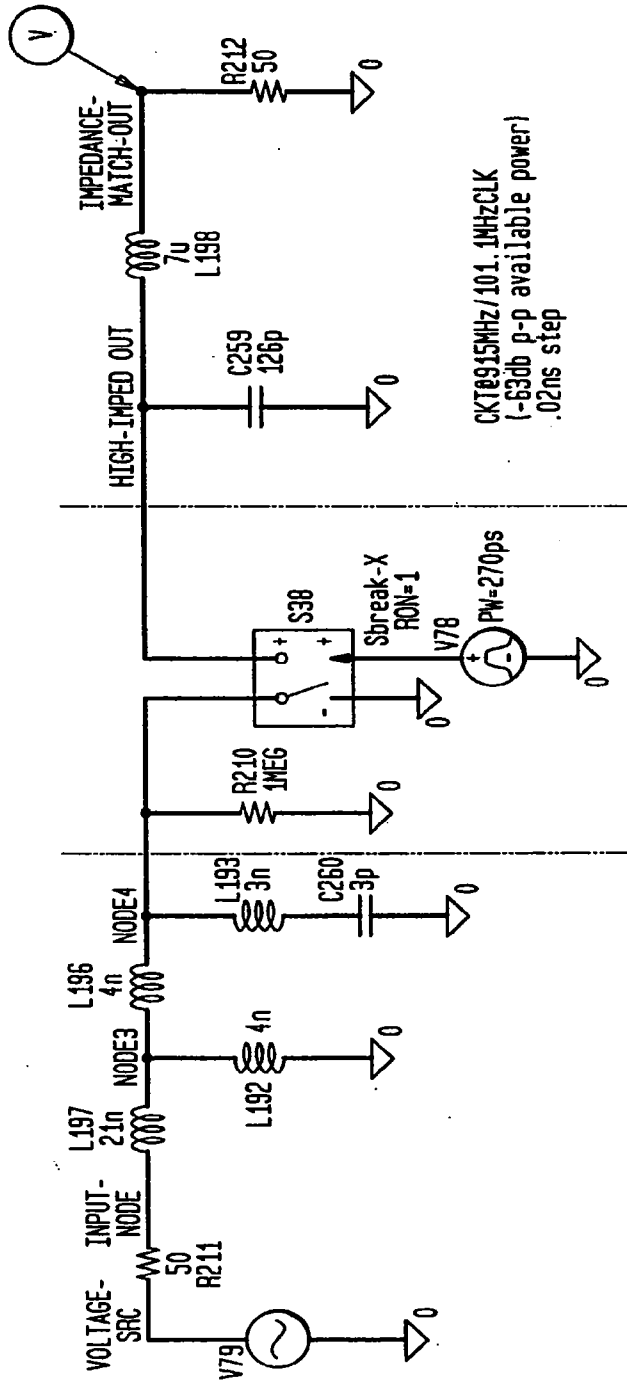 VOLTAGE-
SRC
V79
0
50
R211
INPUT-
NODE
L197
21n
NODE3
L192
4n
0
L196
4n
NODE4
L193
3n
C260
3p
0
R210
1MEG
0
S38
+
+
-
0
Sbreak-X
RON=1
V78
+
-
PW=270ps
0
HIGH-IMPED OUT
C259
126p
0
7u
L198
IMPEDANCE-
MATCH-OUT
V
R212
50
0
CKT@915MHz/101.1MHzCLK
(-63db p-p available power)
.02ns step